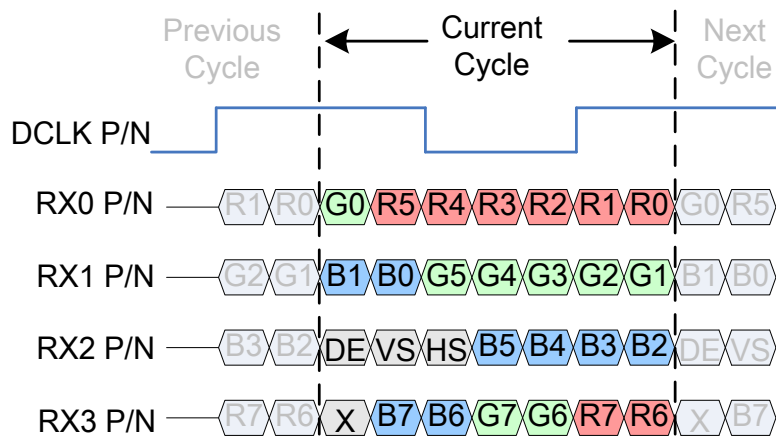 Previous Cycle Current Cycle Next Cycle
DCLK P/N
RX0 P/N R1 R0 G0 R5 R4 R3 R2 R1 R0 G0 R5
RX1 P/N G2 G1 B1 B0 G5 G4 G3 G2 G1 B1 B0
RX2 P/N B3 B2 DE VS HS B5 B4 B3 B2 DE VS
RX3 P/N R7 R6 X B7 B6 G7 G6 R7 R6 X B7